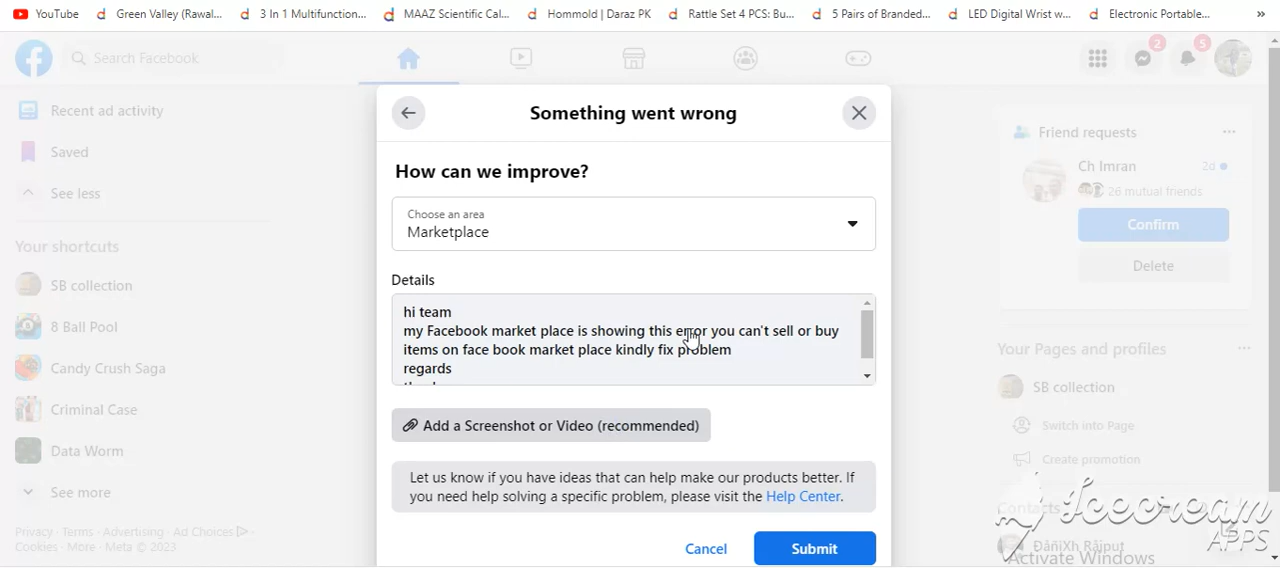 YouTube
Green Valley (Rawal...
3 In 1 Multifunction...
MAAZ Scientific Cal...
Hommold | Daraz PK
Rattle Set 4 PCS: Bu...
5 Pairs of Branded...
LED Digital Wrist w...
Electronic Portable...
»
Search Facebook
2
5
Recent ad activity
Saved
See less
Your shortcuts
SB collection
8 Ball Pool
Candy Crush Saga
Criminal Case
Data Worm
See more
Privacy · Terms · Advertising · Ad Choices
Cookies · More · Meta © 2023
Something went wrong
How can we improve?
Choose an area
Marketplace
Details
hi team
my Facebook market place is showing this error you can't sell or buy
items on face book market place kindly fix problem
regards
Add a Screenshot or Video (recommended)
Let us know if you have ideas that can help make our products better. If
you need help solving a specific problem, please visit the Help Center.
Cancel
Submit
Friend requests
Ch Imran
2d
26 mutual friends
Confirm
Delete
Your Pages and profiles
SB collection
Switch into Page
Create promotion
Contacts
my Icecream
APPS
Activate Windows